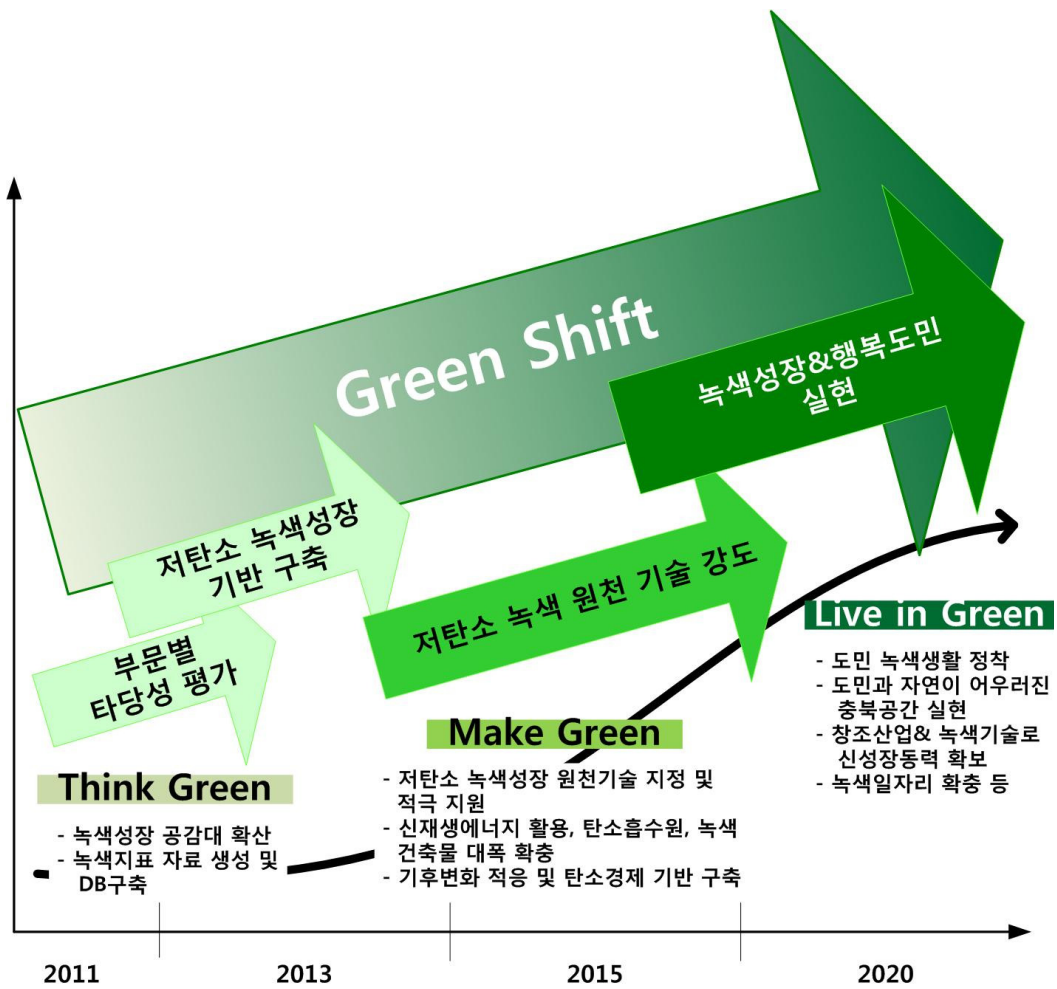 Green Shift
녹색성장&행복도민
실현
저탄소 녹색성장
기반 구축
저탄소 녹색 원천 기술 강도
부문별
타당성 평가
Think Green
- 녹색성장 공감대 확산
- 녹색지표 자료 생성 및
DB구축
Make Green
- 저탄소 녹색성장 원천기술 지정 및
적극 지원
- 신재생에너지 활용, 탄소흡수원, 녹색
건축물 대폭 확충
- 기후변화 적응 및 탄소경제 기반 구축
Live in Green
- 도민 녹색생활 정착
- 도민과 자연이 어우러진
충북공간 실현
- 창조산업& 녹색기술로
신성장동력 확보
- 녹색일자리 확충 등
2011
2013
2015
2020